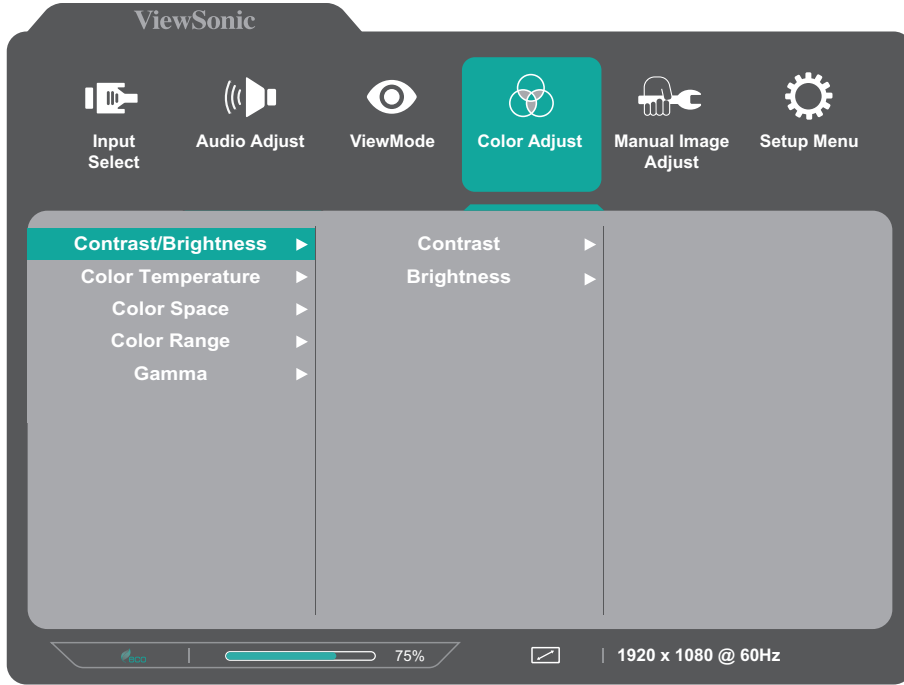 ViewSonic
Input
Select
Audio Adjust
ViewMode
Color Adjust
Manual Image
Adjust
Setup Menu
Contrast/Brightness
Color Temperature
Color Space
Color Range
Gamma
Contrast
Brightness
eco
75%
1920 x 1080 @ 60Hz